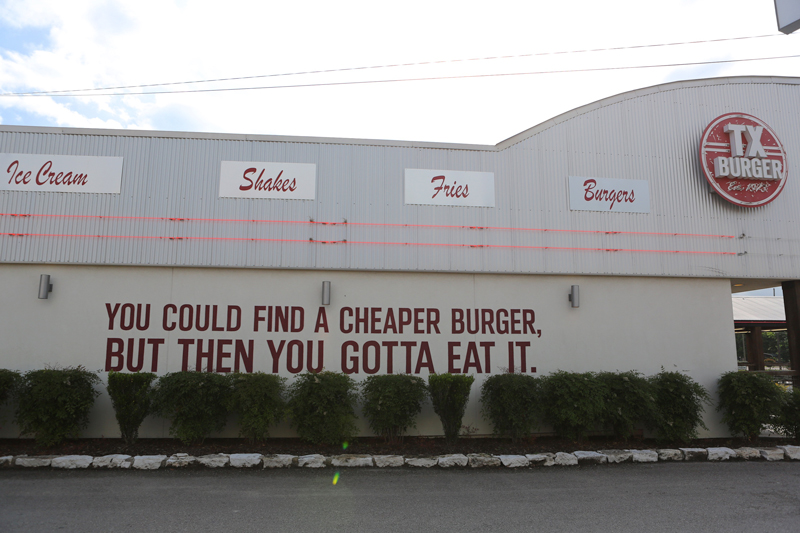 Ice Cream
Shakes
Fries
Burgers
TX
BURGER
YOU COULD FIND A CHEAPER BURGER,
BUT THEN YOU GOTTA EAT IT.